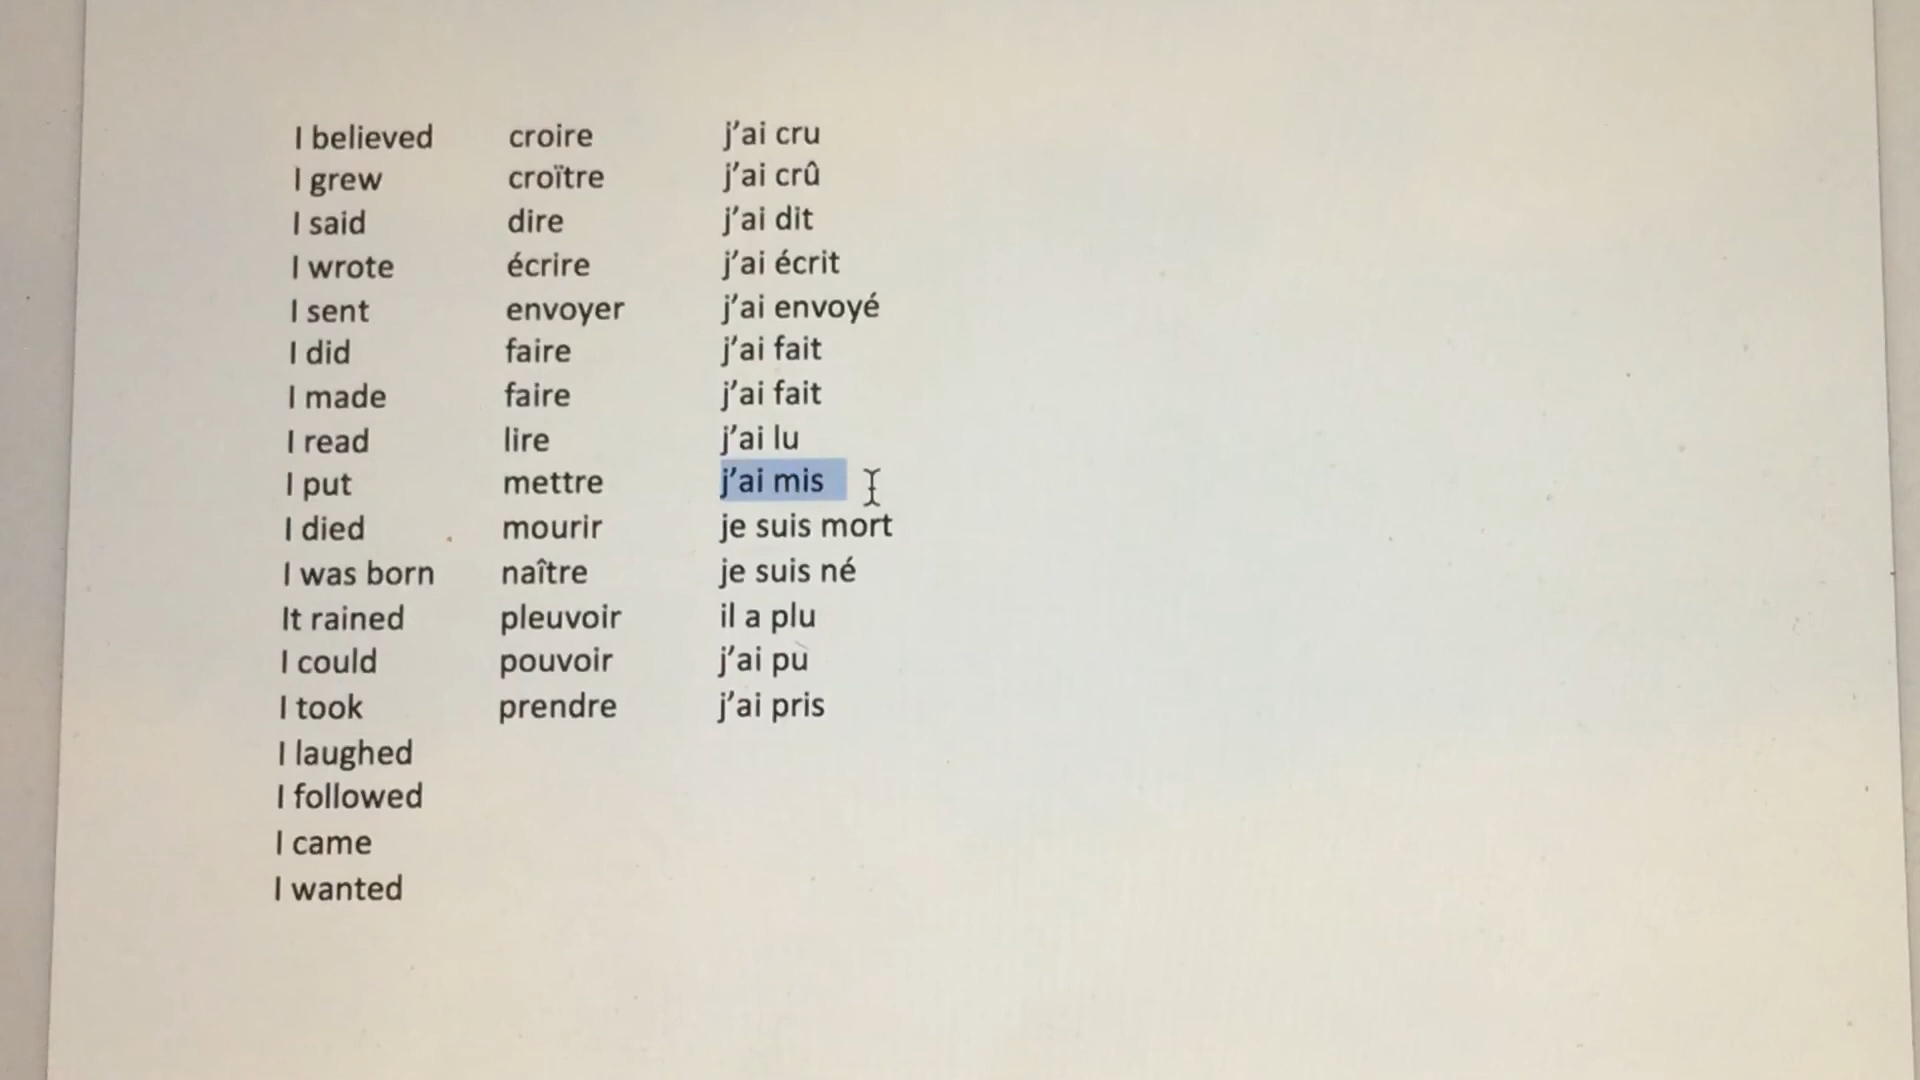 I believed croire j'ai cru
I grew croïtre j'ai crû
I said dire j'ai dit
I wrote écrire j'ai écrit
I sent envoyer j'ai envoyé
I did faire j'ai fait
I made faire j'ai fait
I read lire j'ai lu
I put mettre j'ai mis
I died mourir je suis mort
I was born naître je suis né
It rained pleuvoir il a plu
I could pouvoir j'ai pu
I took prendre j'ai pris
I laughed
I followed
I came
I wanted